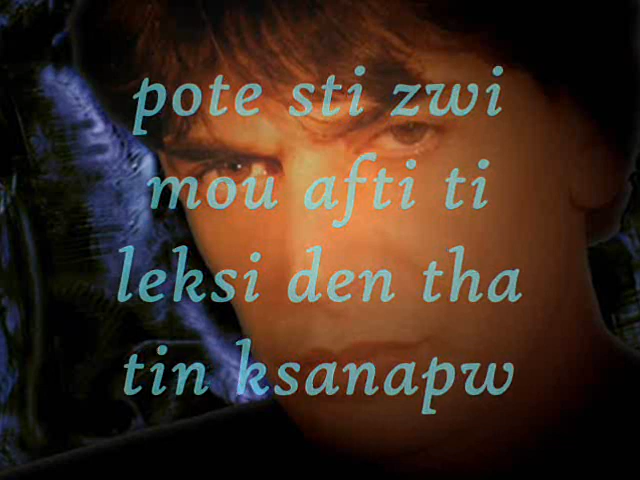 pote sti zwi
mou afti ti
leksi den tha
tin ksanapw